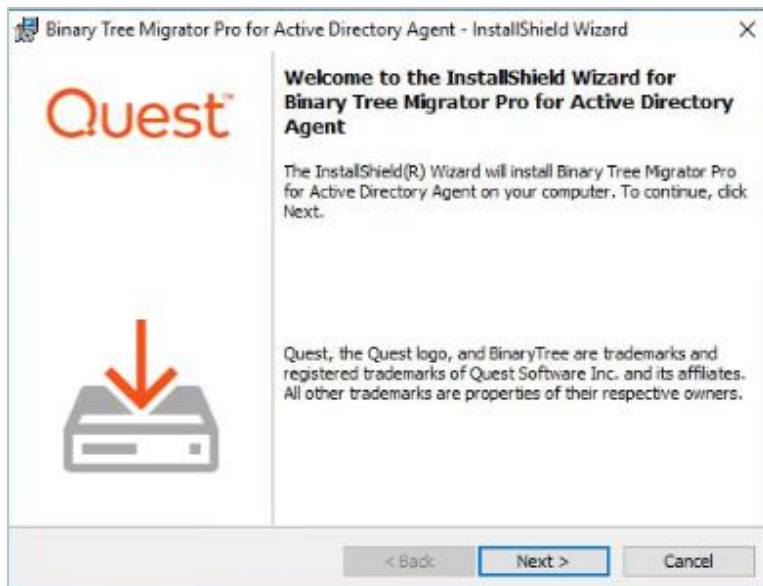 Binary Tree Migrator Pro for Active Directory Agent - InstallShield Wizard
Quest™
Welcome to the InstallShield Wizard for
Binary Tree Migrator Pro for Active Directory
Agent
The InstallShield(R) Wizard will install Binary Tree Migrator Pro
for Active Directory Agent on your computer. To continue, click
Next.
Quest, the Quest logo, and BinaryTree are trademarks and
registered trademarks of Quest Software Inc. and its affiliates.
All other trademarks are properties of their respective owners.
< Back
Next >
Cancel